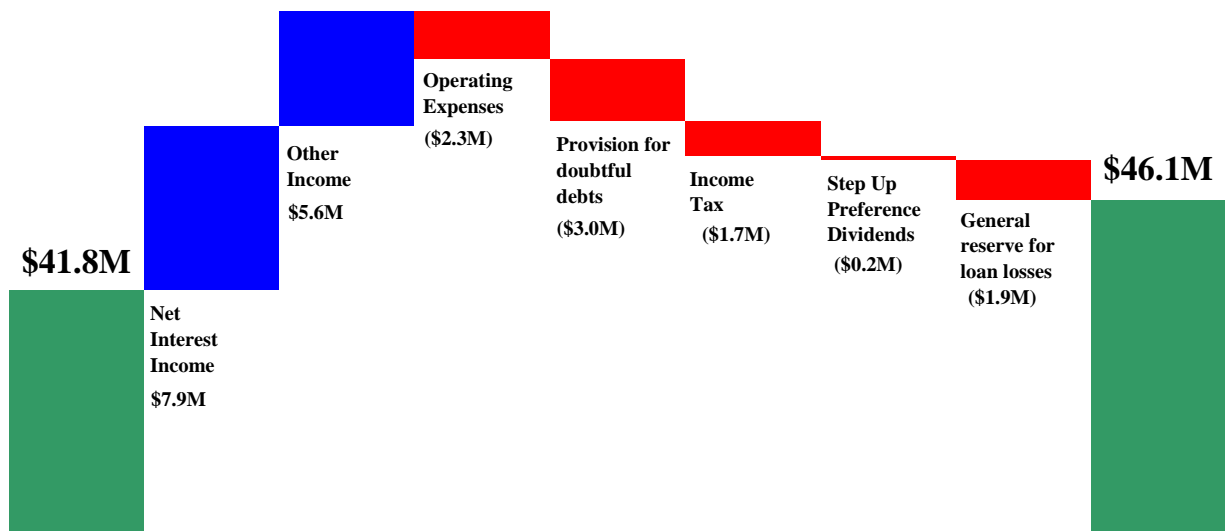 $41.8M
Net
Interest
Income
$7.9M
Other
Income
$5.6M
Operating
Expenses
($2.3M)
Provision for
doubtful
debts
($3.0M)
Income
Tax
($1.7M)
Step Up
Preference
Dividends
($0.2M)
General
reserve for
loan losses
($1.9M)
$46.1M